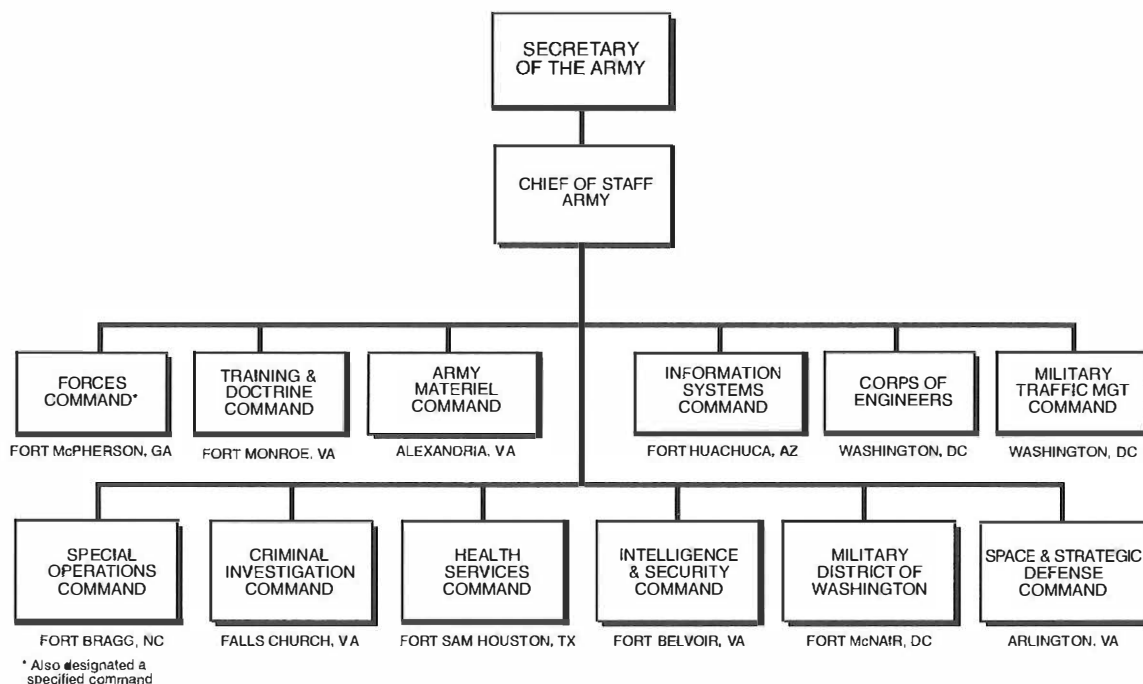 SECRETARY
OF THE ARMY
CHIEF OF STAFF
ARMY
FORCES
COMMAND*
FORT McPHERSON, GA
TRAINING &
DOCTRINE
COMMAND
FORT MONROE, VA
ARMY
MATERIEL
COMMAND
ALEXANDRIA, VA
INFORMATION
SYSTEMS
COMMAND
FORT HUACHUCA, AZ
CORPS OF
ENGINEERS
WASHINGTON, DC
MILITARY
TRAFFIC MGT
COMMAND
WASHINGTON, DC
SPECIAL
OPERATIONS
COMMAND
FORT BRAGG, NC
CRIMINAL
INVESTIGATION
COMMAND
FALLS CHURCH, VA
HEALTH
SERVICES
COMMAND
FORT SAM HOUSTON, TX
INTELLIGENCE
& SECURITY
COMMAND
FORT BELVOIR, VA
MILITARY
DISTRICT OF
WASHINGTON
FORT McNAIR, DC
SPACE & STRATEGIC
DEFENSE
COMMAND
ARLINGTON, VA
* Also designated a
specified command